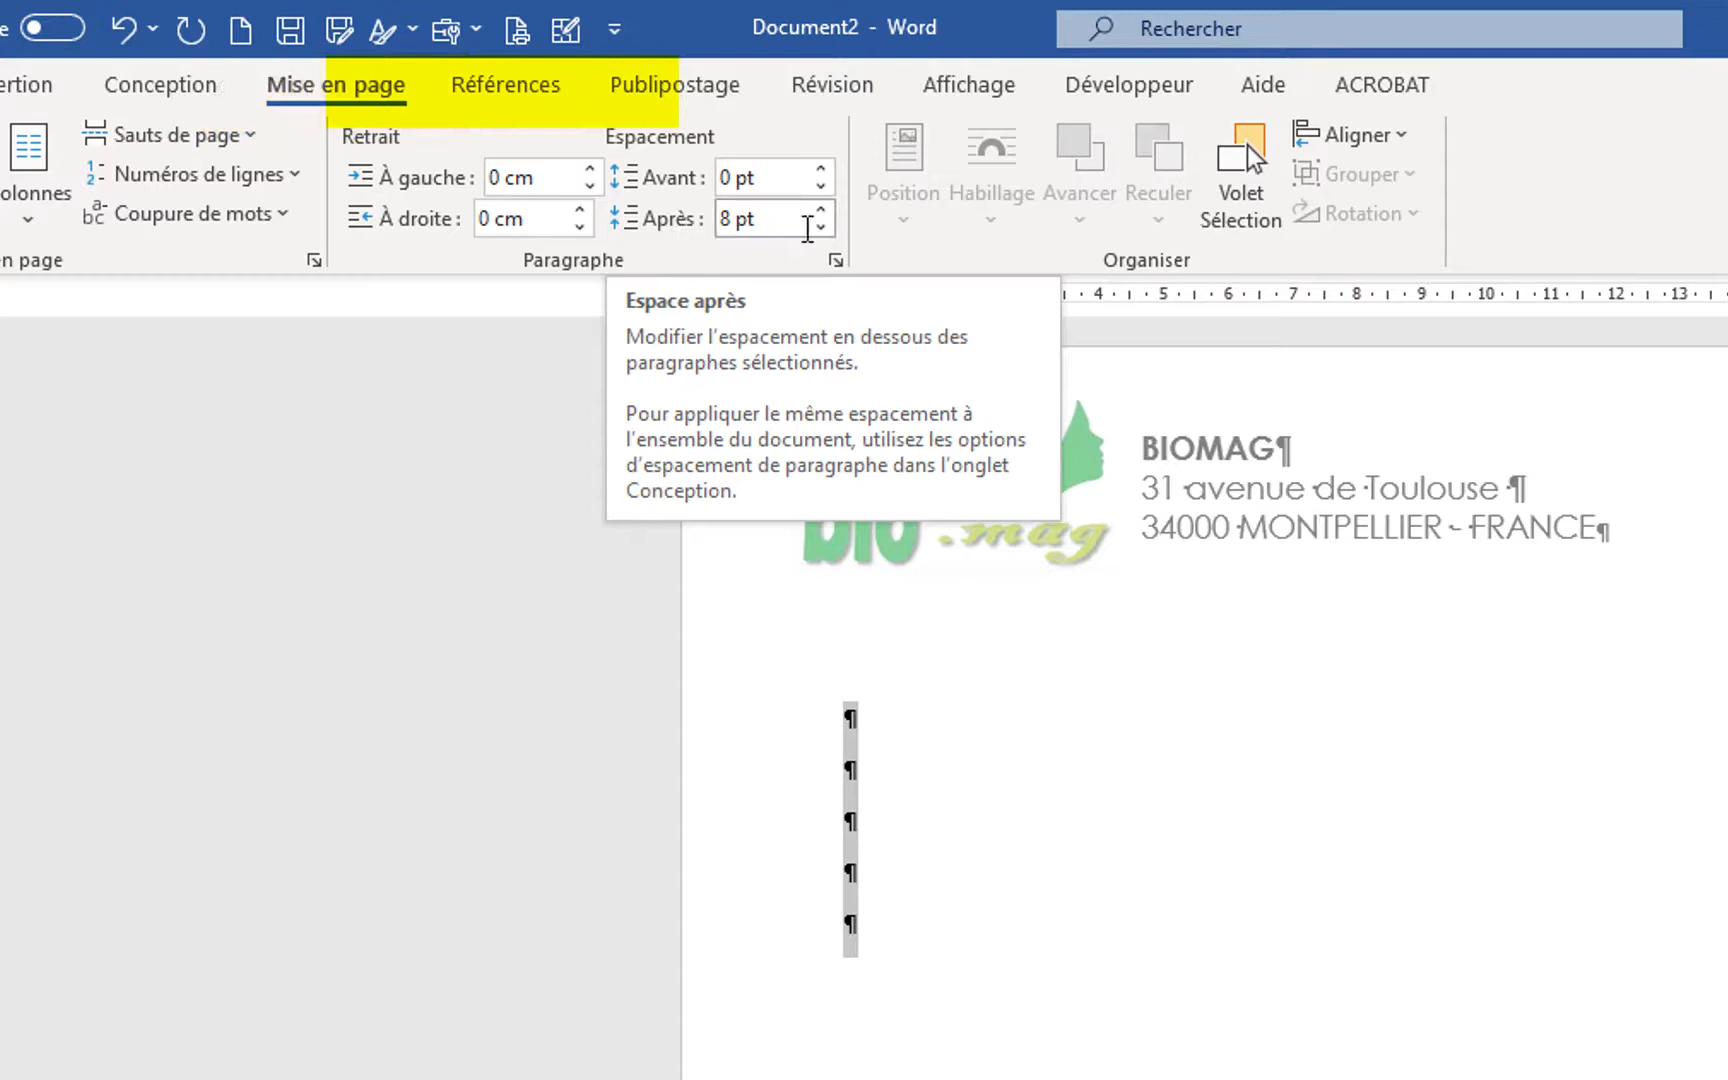 e
Document2 - Word
Rechercher
ertion Conception Mise en page Références Publipostage Révision Affichage Développeur Aide ACROBAT
olonnes
Sauts de page
Numéros de lignes
Coupure de mots
en page
Retrait
À gauche : 0 cm
À droite : 0 cm
Espacement
Avant : 0 pt
Après : 8 pt
Paragraphe
Position
Habillage
Avancer
Reculer
Volet
Sélection
Aligner
Grouper
Rotation
Organiser
4 5 6 7 8 9 10 11 12 13
Espace après
Modifier l'espacement en dessous des
paragraphes sélectionnés.
Pour appliquer le même espacement à
l'ensemble du document, utilisez les options
d'espacement de paragraphe dans l'onglet
Conception.
bio .mag
BIOMAG¶
31·avenue·de·Toulouse·¶
34000·MONTPELLIER·-·FRANCE¶
¶
¶
¶
¶
¶